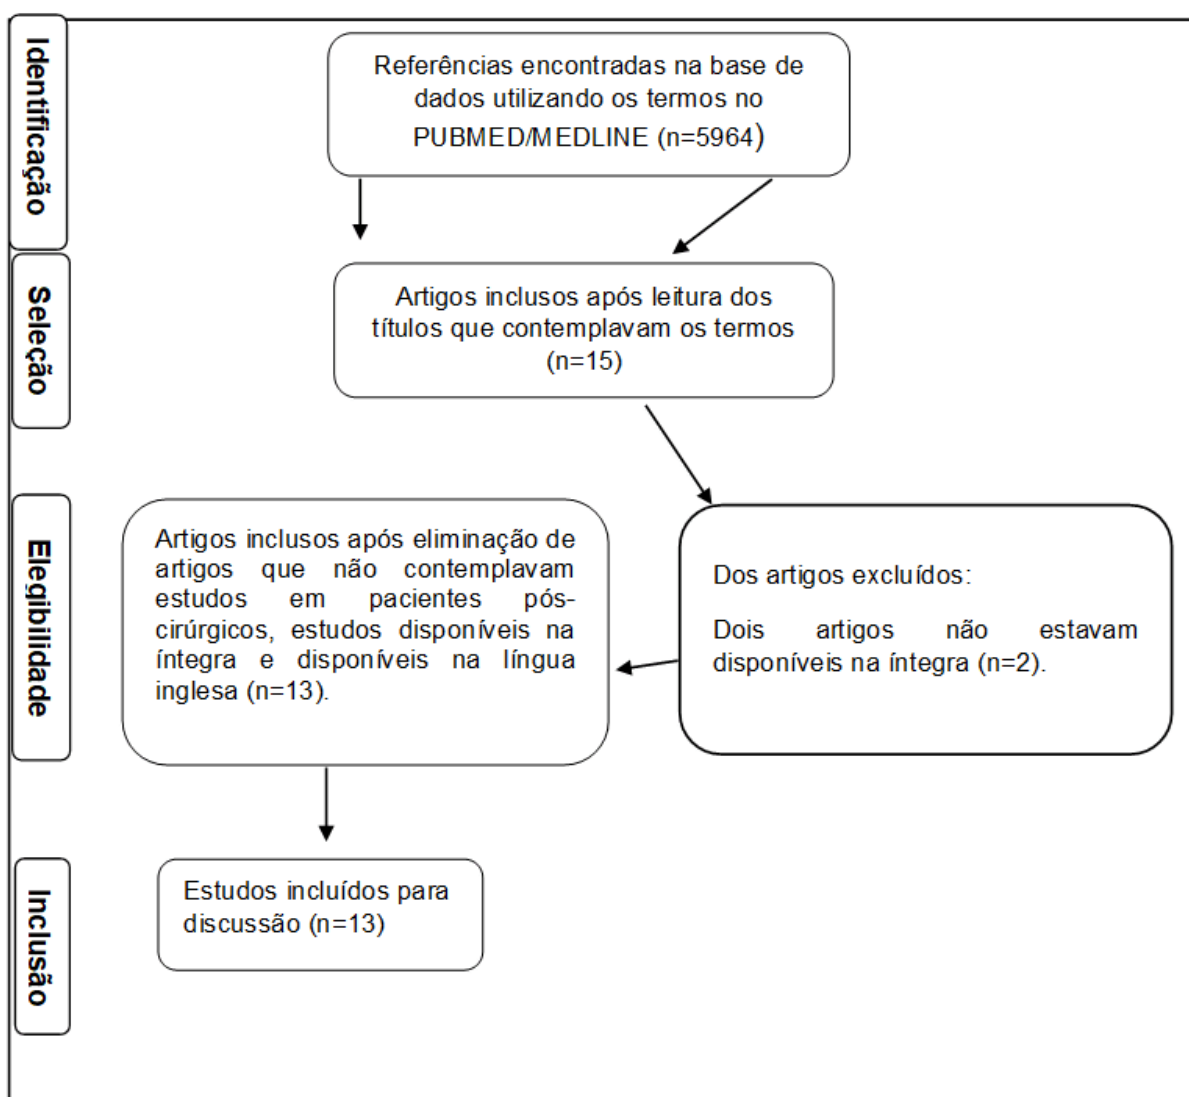 Identificação
Referências encontradas na base de
dados utilizando os termos no
PUBMED/MEDLINE (n=5964)
Seleção
Artigos inclusos após leitura dos
títulos que contemplavam os termos
(n=15)
Elegibilidade
Artigos inclusos após eliminação de
artigos que não contemplavam
estudos em pacientes pós-
cirúrgicos, estudos disponíveis na
íntegra e disponíveis na língua
inglesa (n=13).
Dos artigos excluídos:
Dois artigos não estavam
disponíveis na íntegra (n=2).
Inclusão
Estudos incluídos para
discussão (n=13)